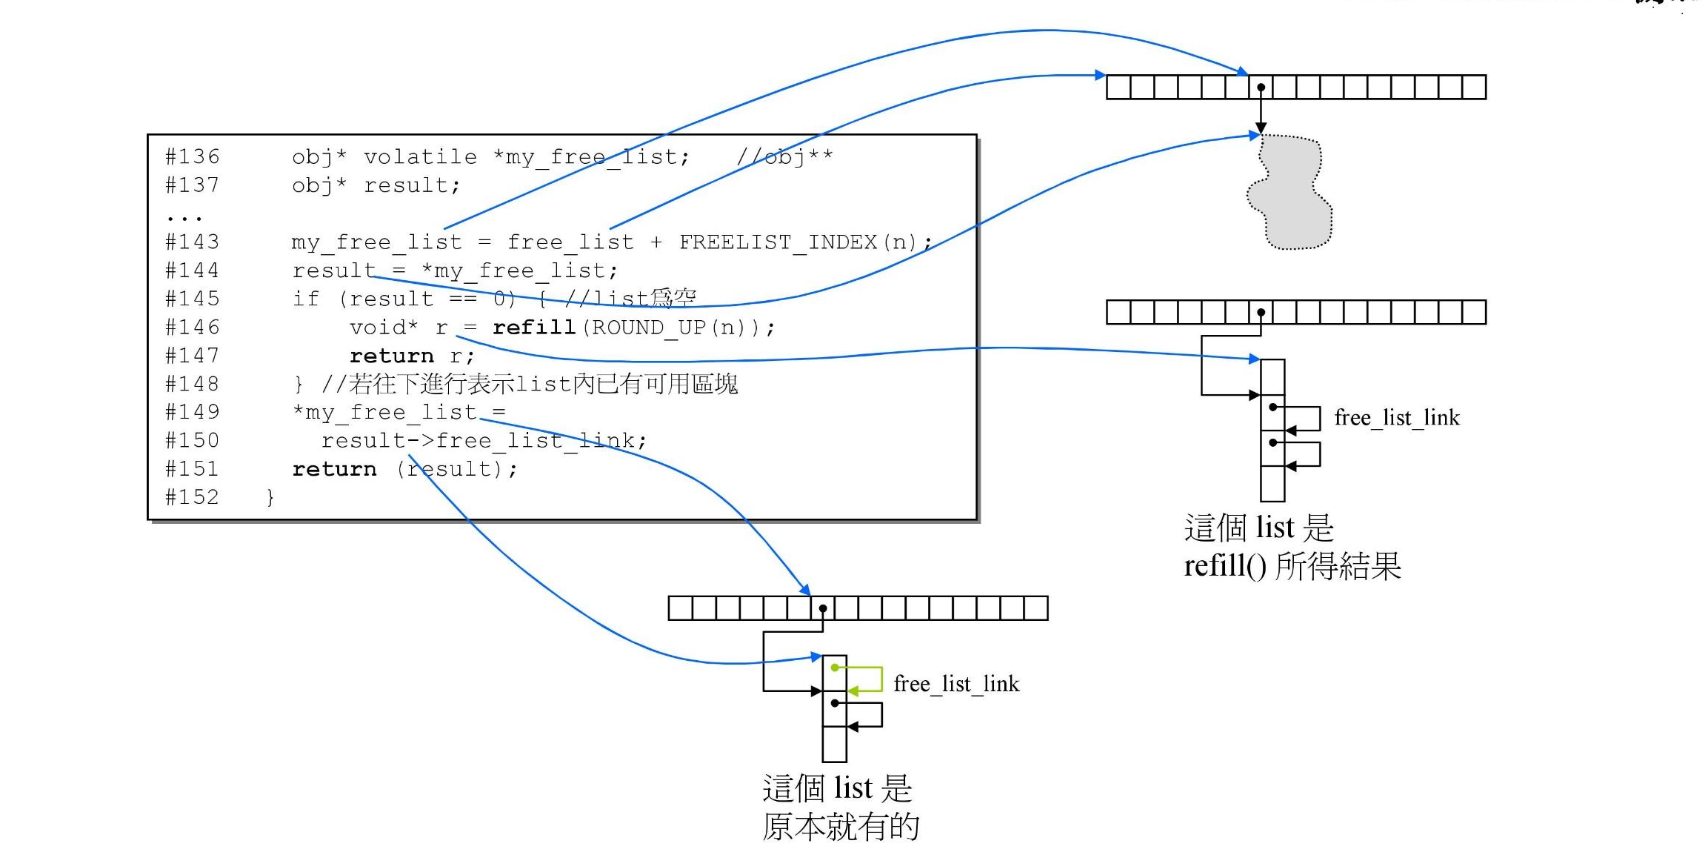 #136 obj* volatile *my_free_list; //obj**
#137 obj* result;
...
#143 my_free_list = free_list + FREELIST_INDEX(n);
#144 result = *my_free_list;
#145 if (result == 0) { //list爲空
#146 void* r = refill(ROUND_UP(n));
#147 return r;
#148 } //若往下進行表示list內已有可用區塊
#149 *my_free_list =
#150 result->free_list_link;
#151 return (result);
#152 }
free_list_link
這個 list 是
refill() 所得結果
free_list_link
這個 list 是
原本就有的